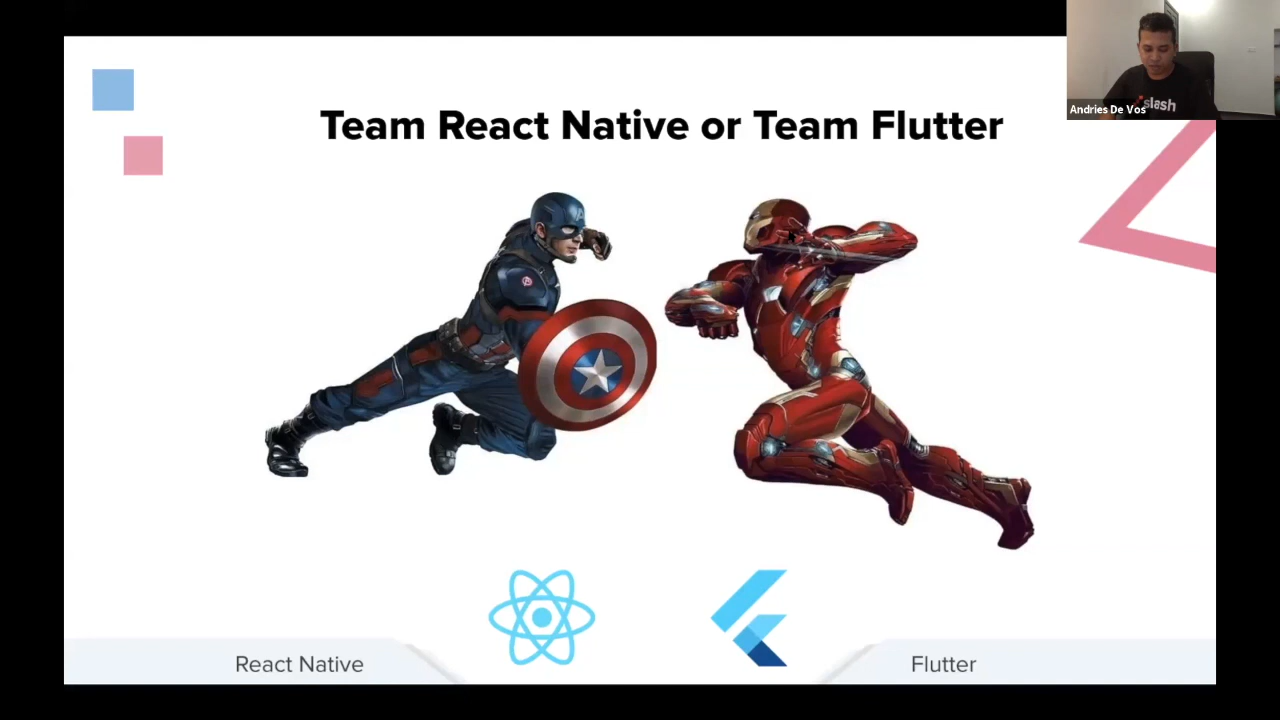 Team React Native or Team Flutter
Andries De Vos
slash
React Native
Flutter